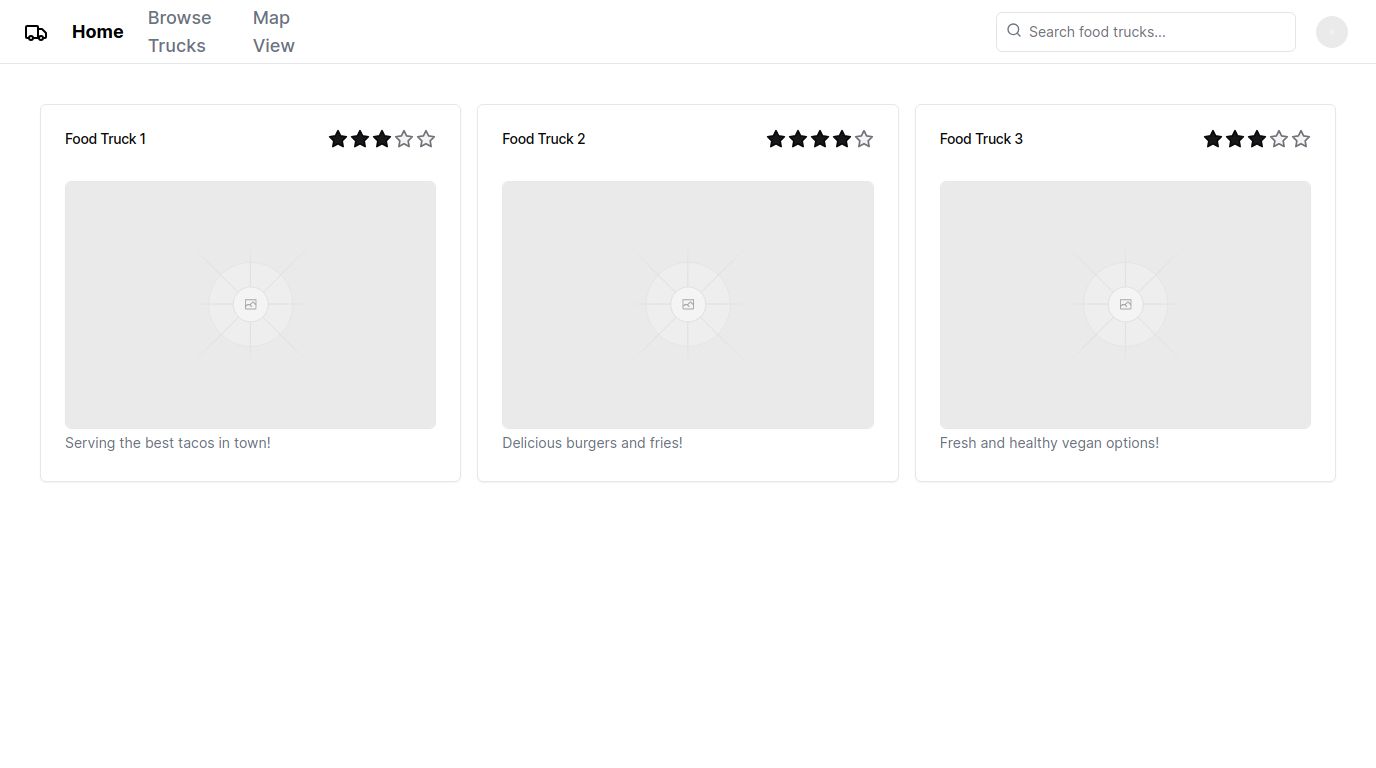 Home
Browse
Trucks
Map
View
Search food trucks...
Food Truck 1
Food Truck 2
Food Truck 3
Serving the best tacos in town!
Delicious burgers and fries!
Fresh and healthy vegan options!